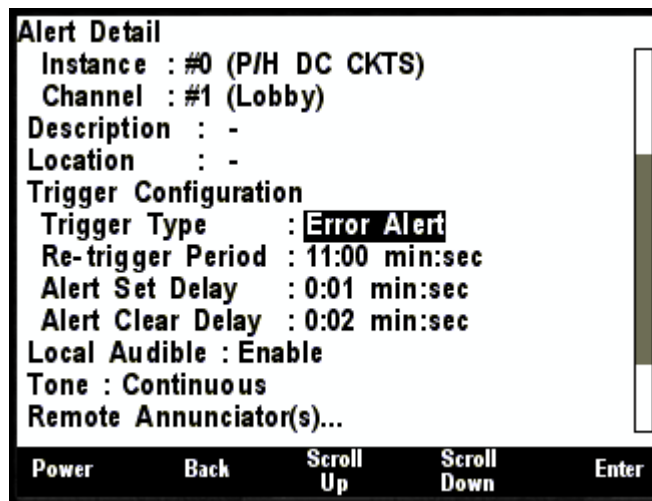 Alert Detail
Instance : #0 (P/H DC CKTS)
Channel : #1 (Lobby)
Description : -
Location : -
Trigger Configuration
Trigger Type : Error Alert
Re-trigger Period : 11:00 min:sec
Alert Set Delay : 0:01 min:sec
Alert Clear Delay : 0:02 min:sec
Local Audible : Enable
Tone : Continuous
Remote Annunciator(s)...
Power Back Scroll Up Scroll Down Enter